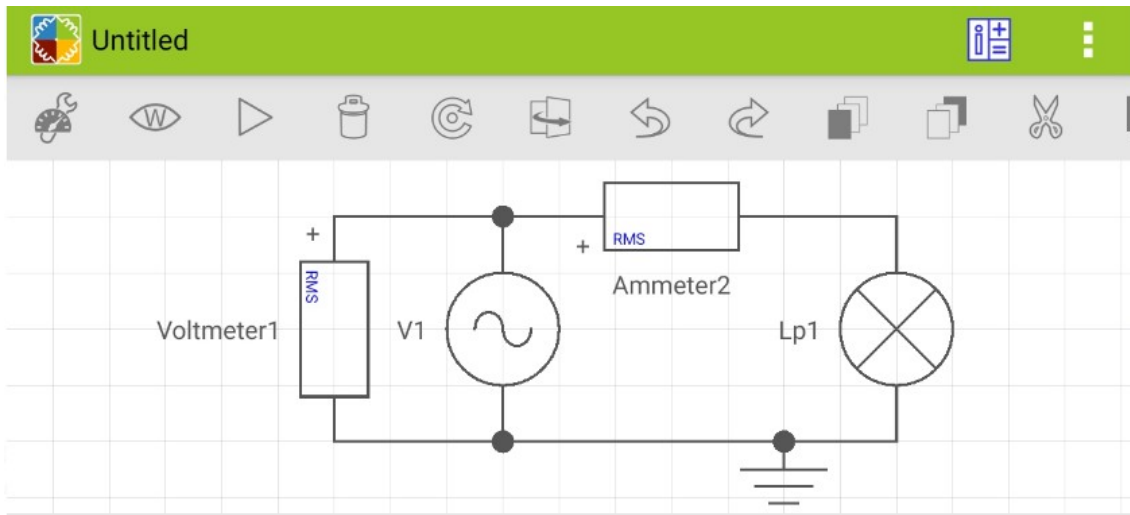 Untitled
W
+
RMS
Voltmeter1
V1
+
RMS
Ammeter2
Lp1